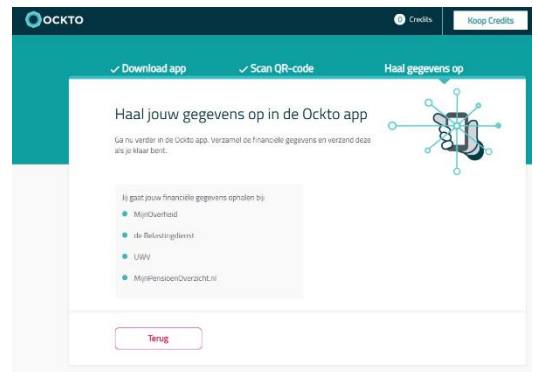 OCKTO
0 Credits
Koop Credits
Download app
Scan QR-code
Haal gegevens op
Haal jouw gegevens op in de Ockto app
Ga nu verder in de Ockto app. Verzamel de financiële gegevens en verzend deze
als je klaar bent.
Jij gaat jouw financiële gegevens ophalen bij:
MijnOverheid
de Belastingdienst
UWV
MijnPensioenOverzicht.nl
Terug